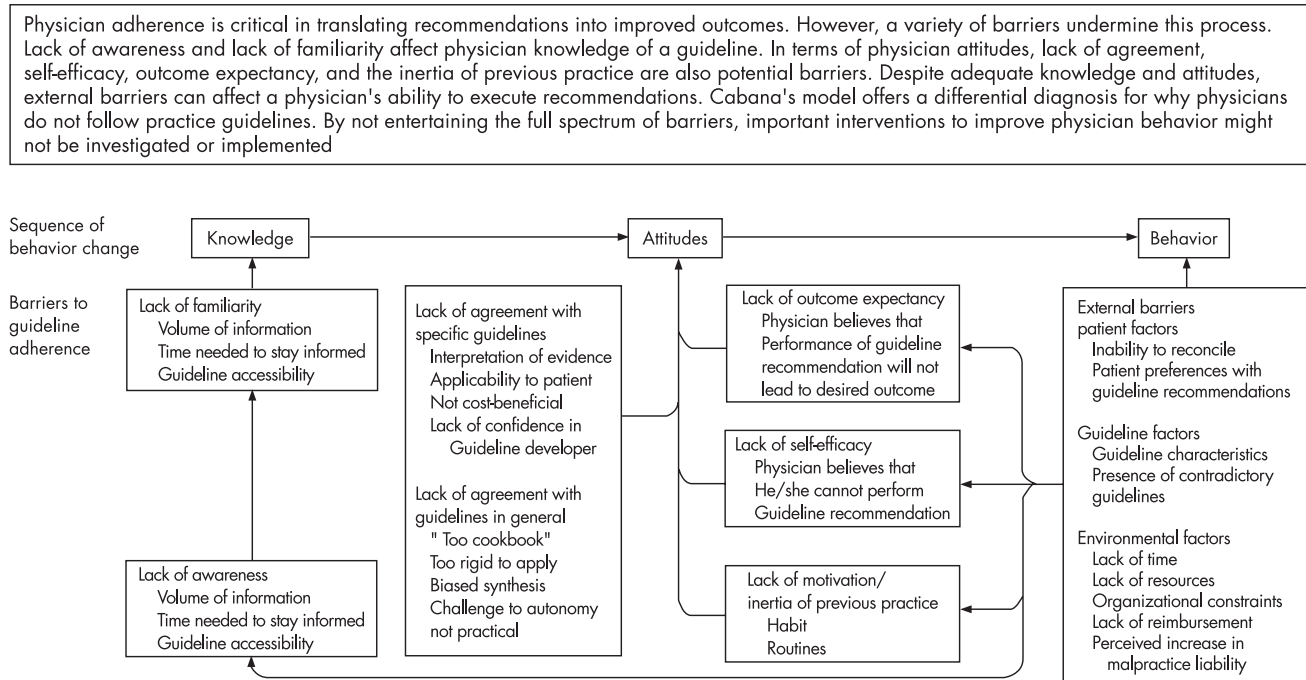 Physician adherence is critical in translating recommendations into improved outcomes. However, a variety of barriers undermine this process.
Lack of awareness and lack of familiarity affect physician knowledge of a guideline. In terms of physician attitudes, lack of agreement,
self-efficacy, outcome expectancy, and the inertia of previous practice are also potential barriers. Despite adequate knowledge and attitudes,
external barriers can affect a physician's ability to execute recommendations. Cabana's model offers a differential diagnosis for why physicians
do not follow practice guidelines. By not entertaining the full spectrum of barriers, important interventions to improve physician behavior might
not be investigated or implemented
Sequence of
behavior change
Knowledge
Attitudes
Behavior
Barriers to
guideline
adherence
Lack of familiarity
Volume of information
Time needed to stay informed
Guideline accessibility
Lack of awareness
Volume of information
Time needed to stay informed
Guideline accessibility
Lack of agreement with
specific guidelines
Interpretation of evidence
Applicability to patient
Not cost-beneficial
Lack of confidence in
Guideline developer
Lack of agreement with
guidelines in general
" Too cookbook"
Too rigid to apply
Biased synthesis
Challenge to autonomy
not practical
Lack of outcome expectancy
Physician believes that
Performance of guideline
recommendation will not
lead to desired outcome
Lack of self-efficacy
Physician believes that
He/she cannot perform
Guideline recommendation
Lack of motivation/
inertia of previous practice
Habit
Routines
External barriers
patient factors
Inability to reconcile
Patient preferences with
guideline recommendations
Guideline factors
Guideline characteristics
Presence of contradictory
guidelines
Environmental factors
Lack of time
Lack of resources
Organizational constraints
Lack of reimbursement
Perceived increase in
malpractice liability